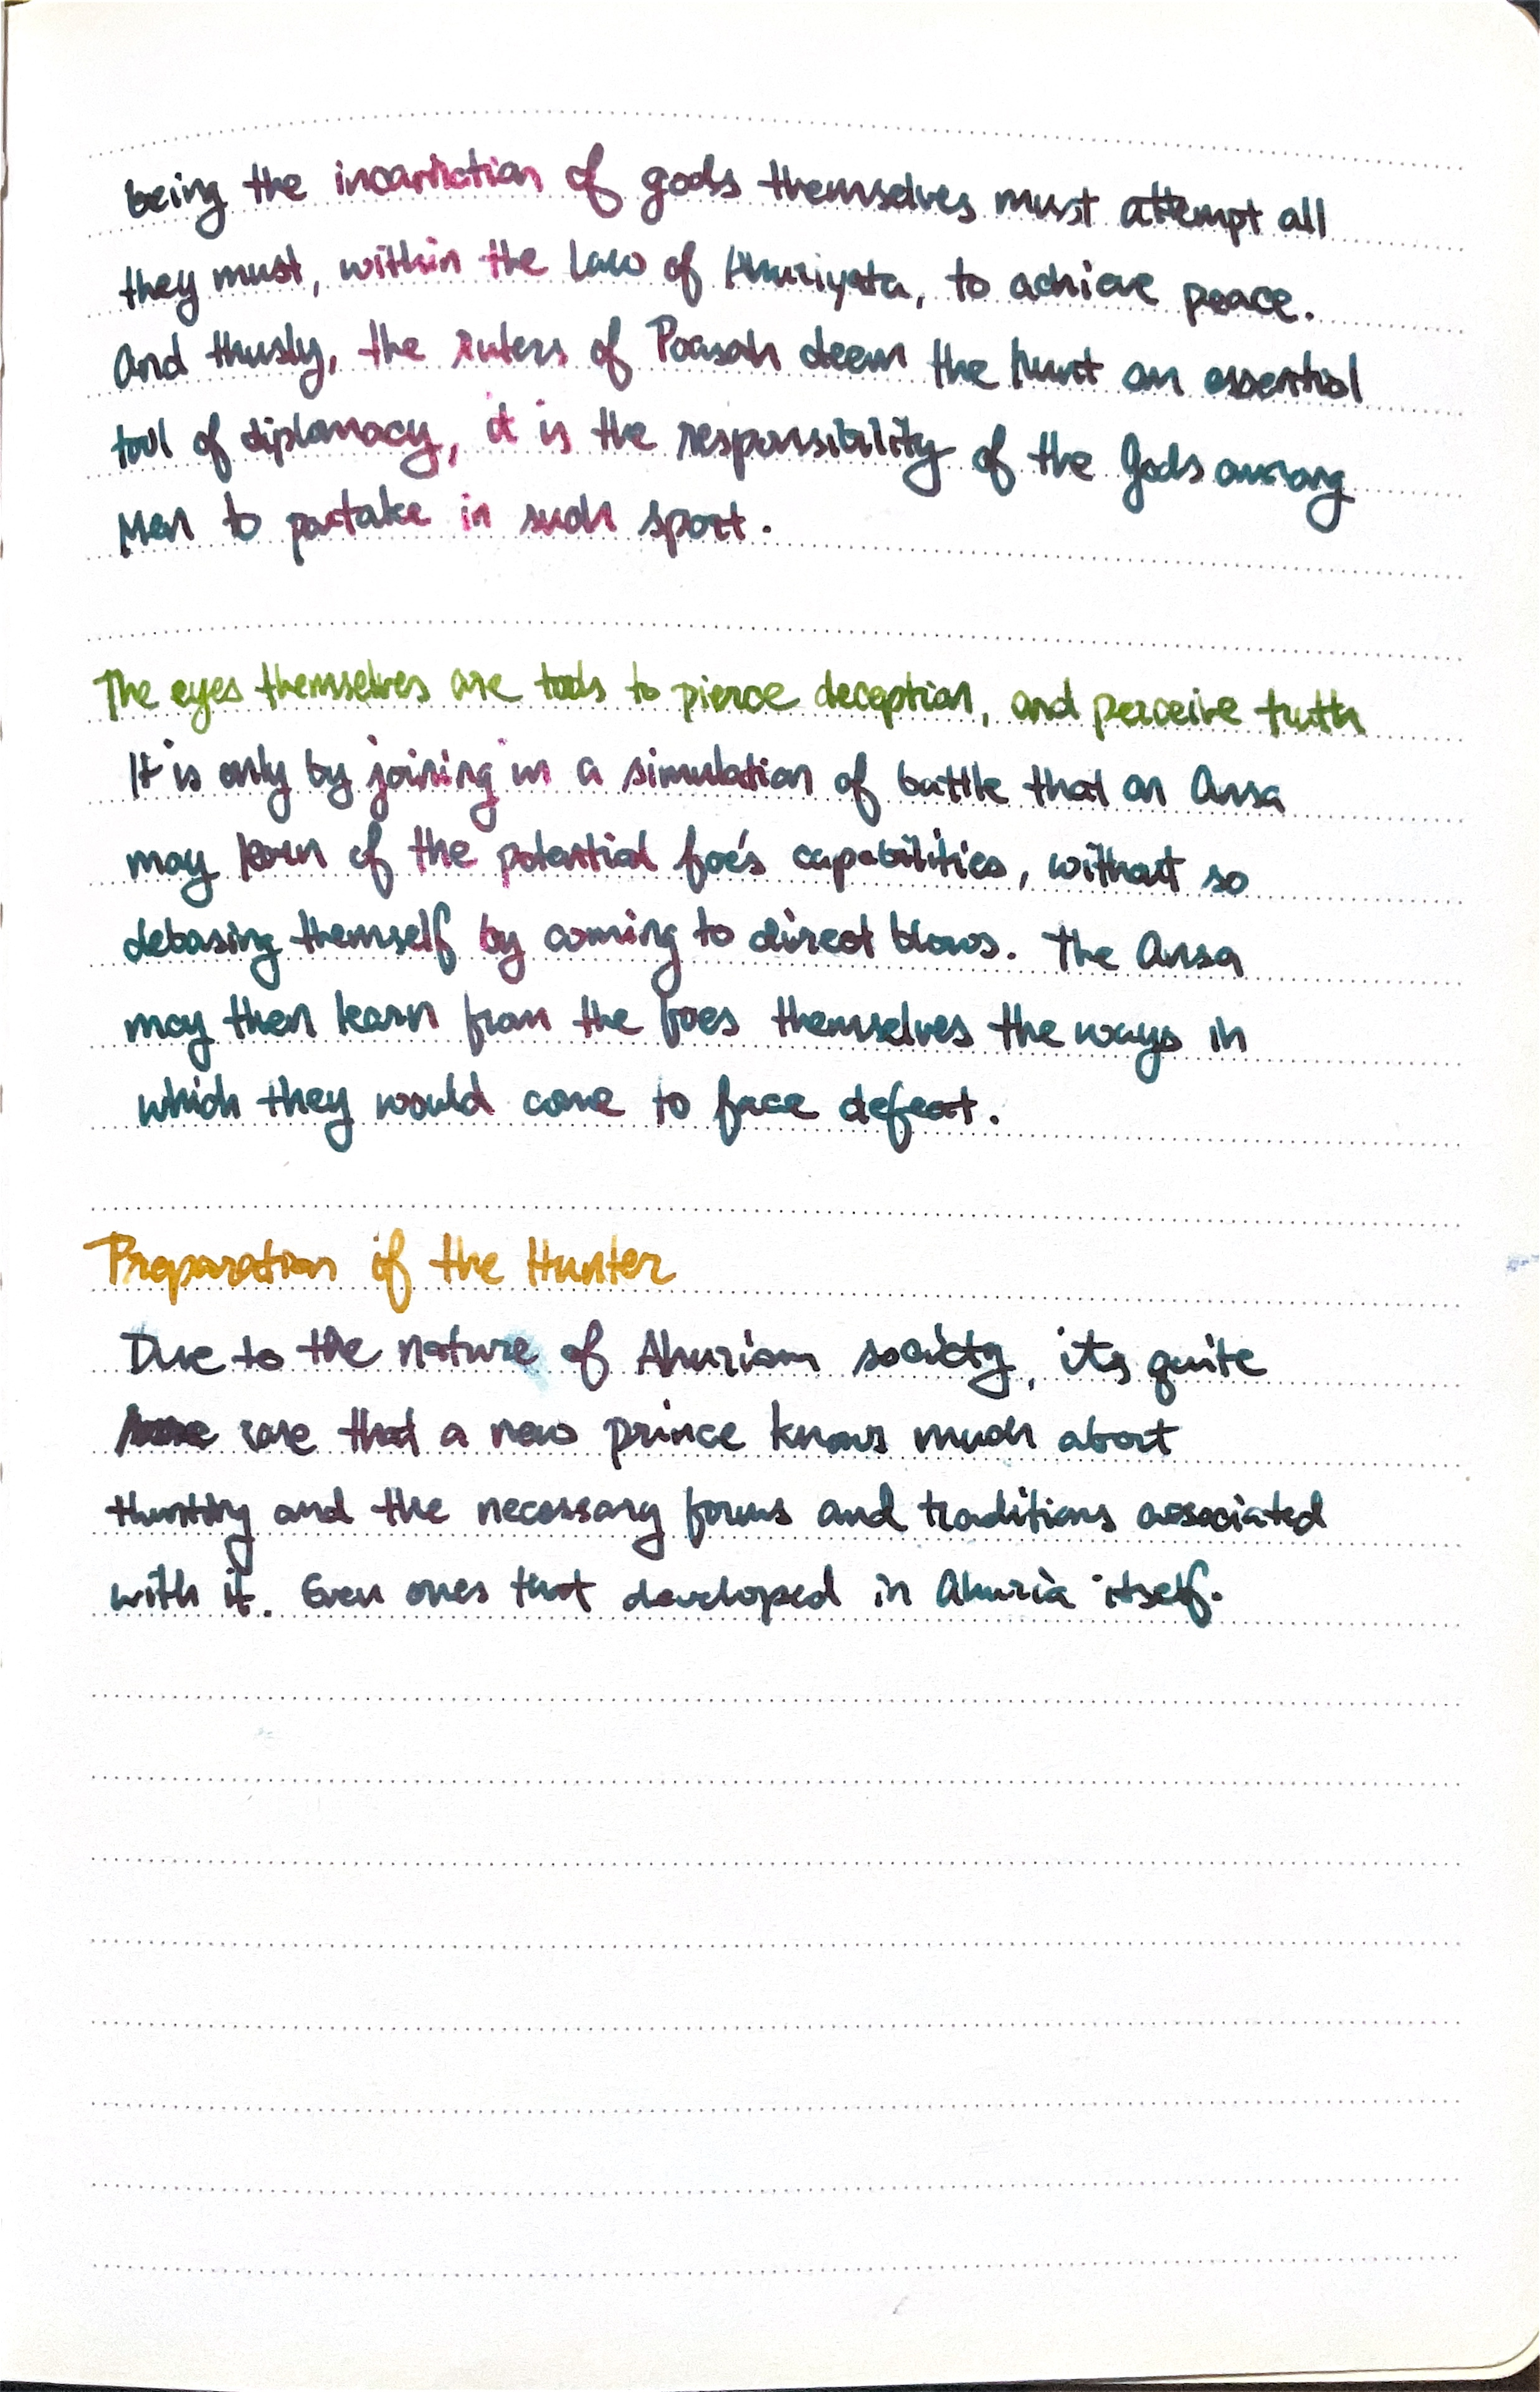 being the incarnation of gods themselves must attempt all
they must, within the law of Ahuriyata, to achieve peace.
And thusly, the rulers of Poasah deem the hunt an essential
tool of diplomacy, it is the responsibility of the Gods among
Men to partake in such sport.
The eyes themselves are tools to pierce deception, and perceive truth
It is only by joining in a simulation of battle that an Ansa
may learn of the potential foe's capabilities, without so
debasing themself by coming to direct blows. The Ansa
may then learn from the foes themselves the ways in
which they would come to face defeat.
Preparation of the Hunter
Due to the nature of Ahurian society, its quite
rare that a new prince knows much about
Hunting and the necessary forms and traditions associated
with it. Even ones that developed in Ahuria itself.